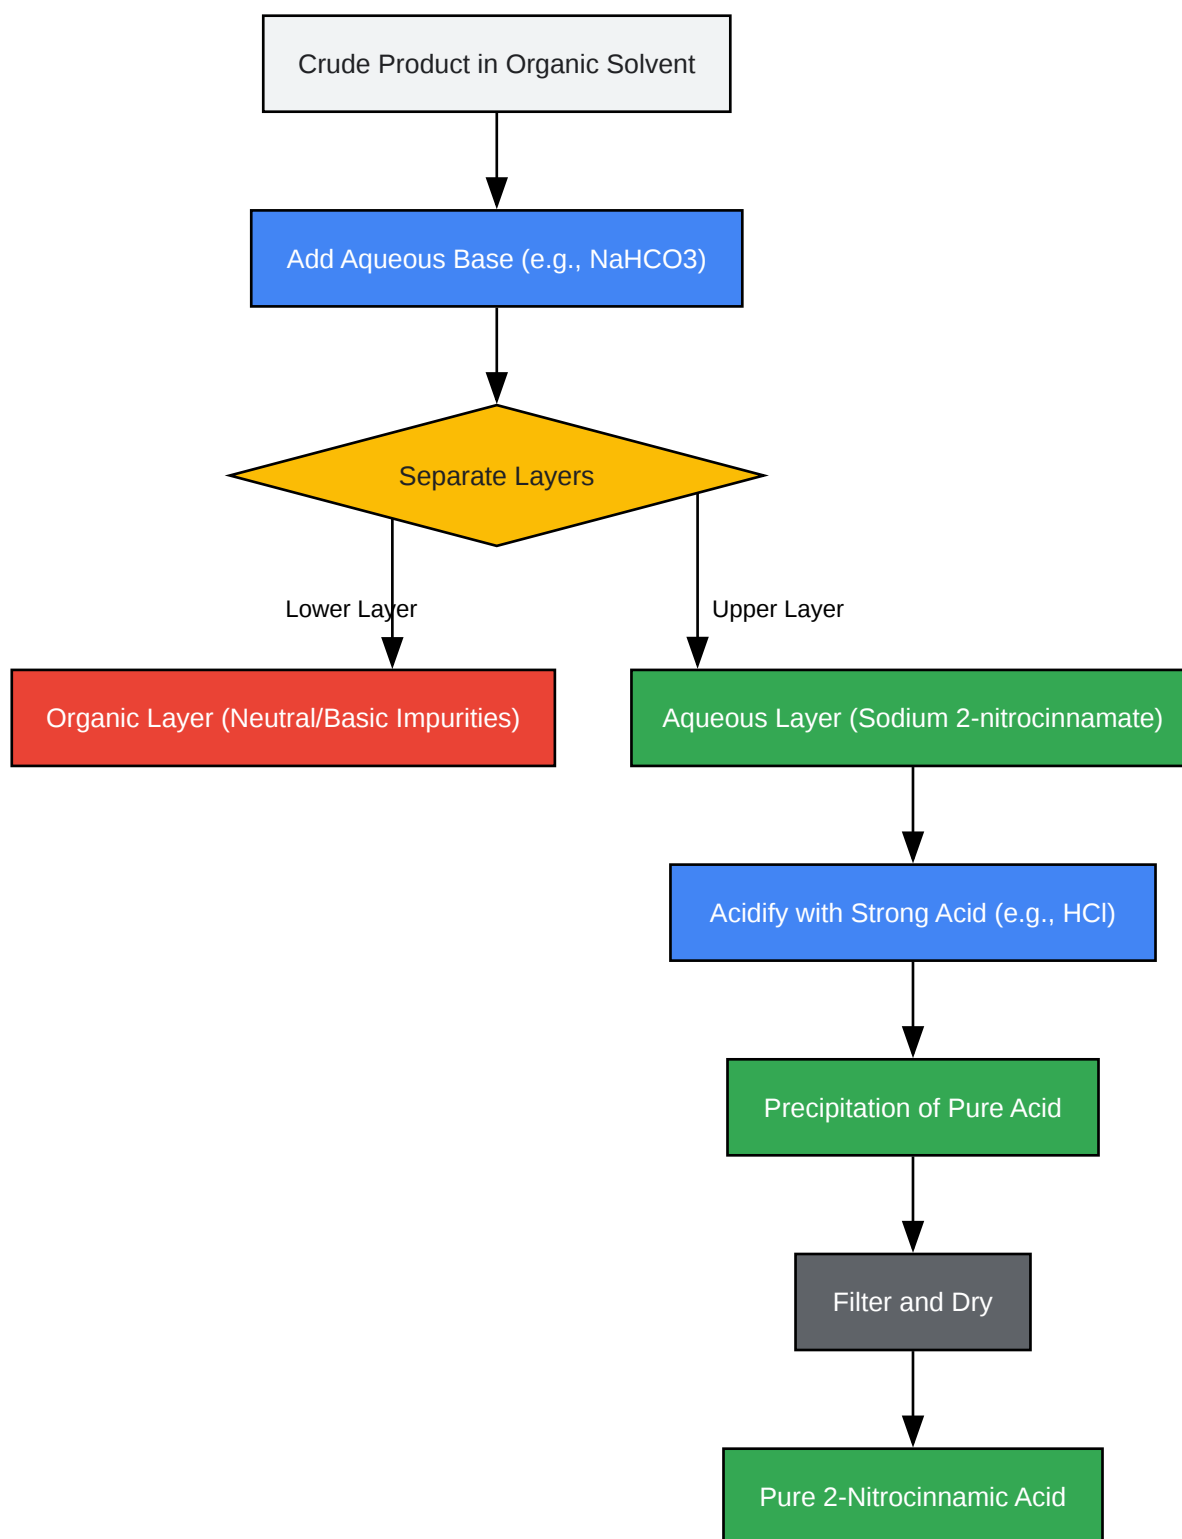 Crude Product in Organic Solvent
Add Aqueous Base (e.g., NaHCO3)
Separate Layers
Lower Layer
Upper Layer
Organic Layer (Neutral/Basic Impurities)
Aqueous Layer (Sodium 2-nitrocinnamate)
Acidify with Strong Acid (e.g., HCl)
Precipitation of Pure Acid
Filter and Dry
Pure 2-Nitrocinnamic Acid